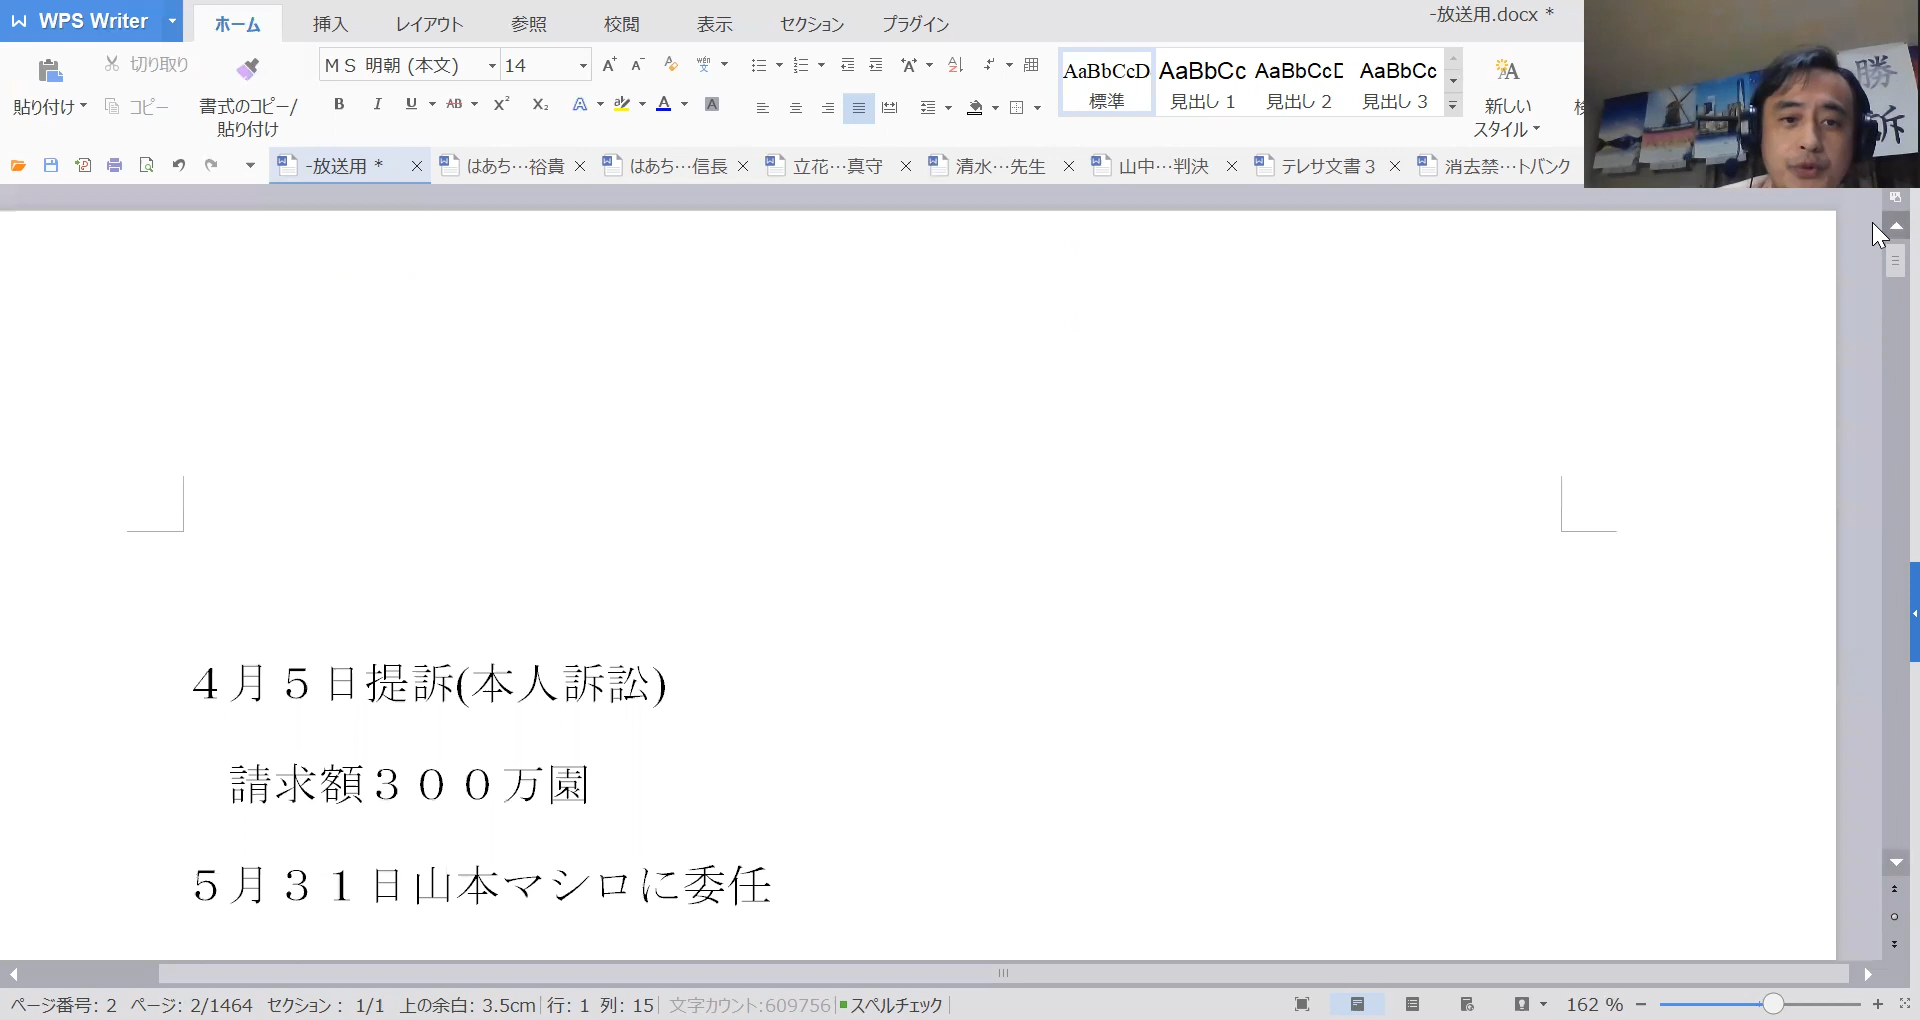 WPS Writer
ホーム 挿入 レイアウト 参照 校閲 表示 セクション プラグイン
-放送用.docx *
貼り付け 切り取り コピー 書式のコピー/貼り付け
ＭＳ 明朝 (本文) 14
B I U AB X² X₂ A A A
AaBbCcD AaBbCc AaBbCcD AaBbCc
標準 見出し 1 見出し 2 見出し 3
新しいスタイル
-放送用 * はあち…裕貴 はあち…信長 立花…真守 清水…先生 山中…判決 テレサ文書３ 消去禁…トバンク
勝訴
４月５日提訴(本人訴訟)
請求額３００万園
５月３１日山本マシロに委任
ページ番号: 2 ページ: 2/1464 セクション： 1/1 上の余白: 3.5cm 行: 1 列: 15 文字カウント:609756 スペルチェック 162 %